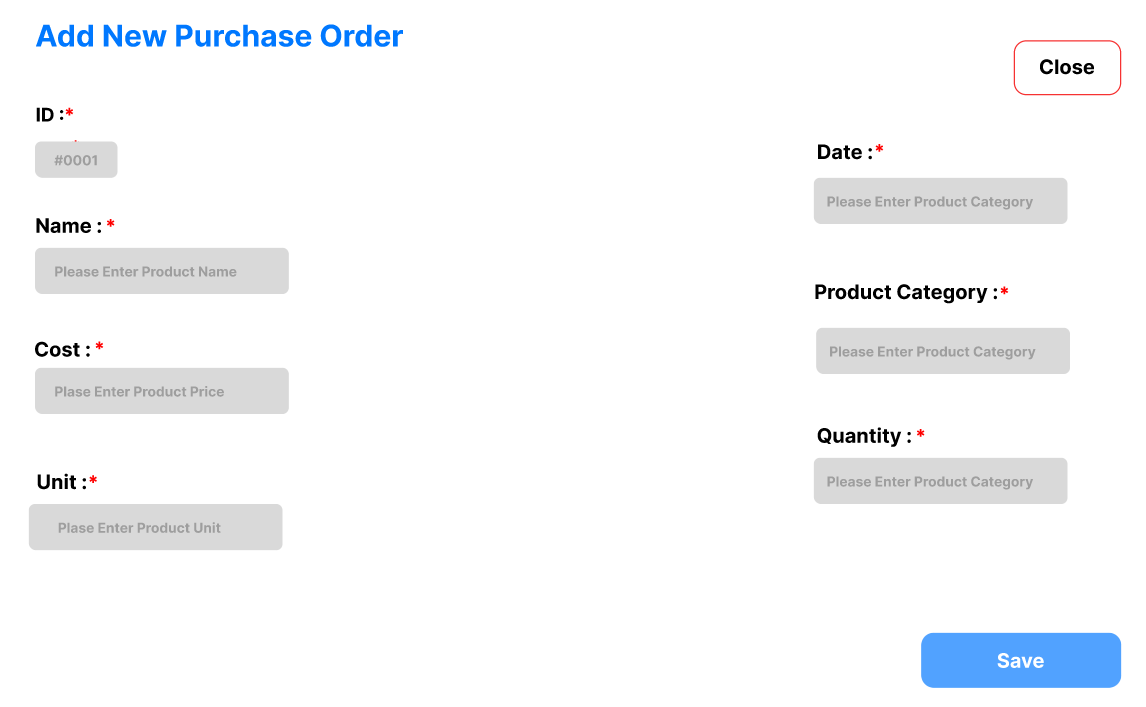 Add New Purchase Order
Close
ID :*
#0001
Date :*
Please Enter Product Category
Name : *
Please Enter Product Name
Product Category :*
Please Enter Product Category
Cost : *
Plase Enter Product Price
Quantity : *
Please Enter Product Category
Unit :*
Plase Enter Product Unit
Save